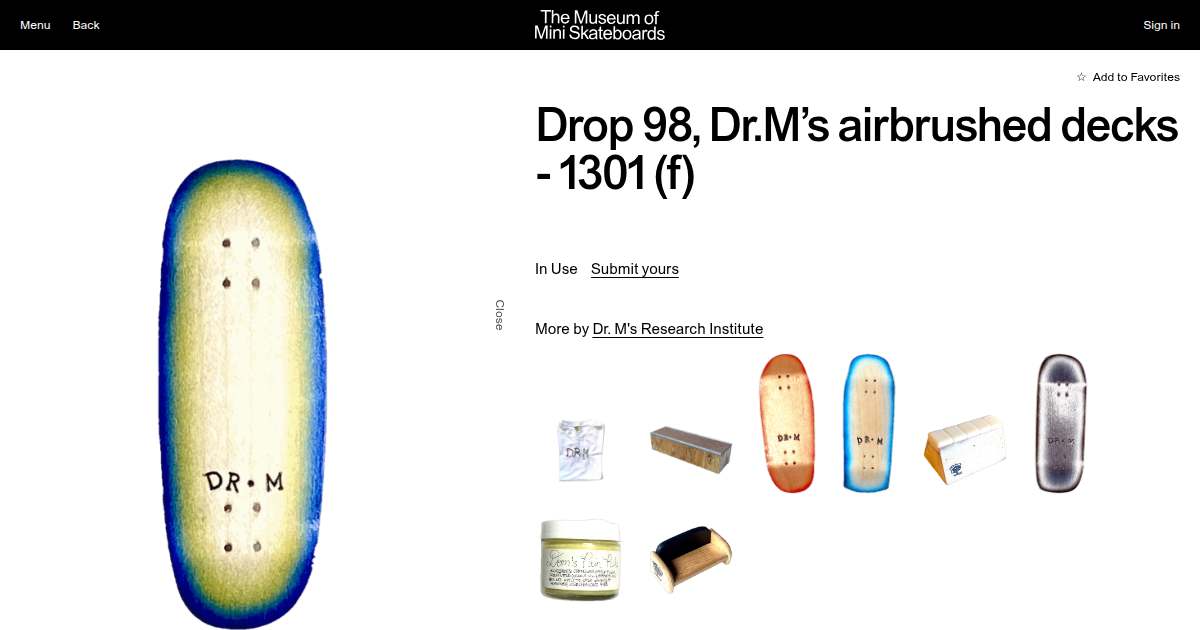 Menu
Back
The Museum of
Mini Skateboards
Sign in
☆ Add to Favorites
Drop 98, Dr.M’s airbrushed decks
- 1301 (f)
In Use
Submit yours
Close
More by Dr. M's Research Institute
DR•M
DR M
DR•M
DR•M
DR•M